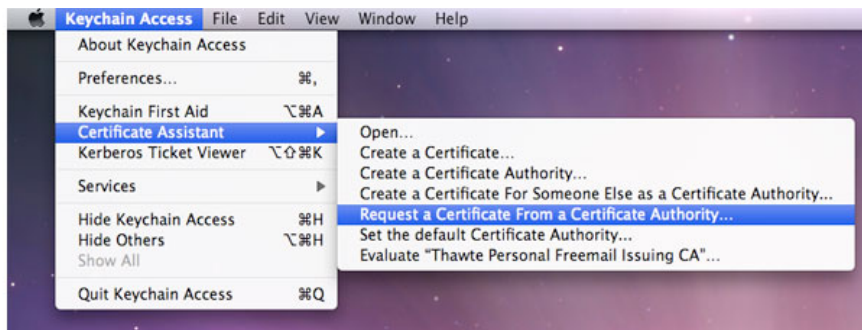 Keychain Access File Edit View Window Help
About Keychain Access
Preferences... ⌘,
Keychain First Aid ⌥⌘A
Certificate Assistant
Kerberos Ticket Viewer ⌥⇧⌘K
Services
Hide Keychain Access ⌘H
Hide Others ⌥⌘H
Show All
Quit Keychain Access ⌘Q
Open...
Create a Certificate...
Create a Certificate Authority...
Create a Certificate For Someone Else as a Certificate Authority...
Request a Certificate From a Certificate Authority...
Set the default Certificate Authority...
Evaluate “Thawte Personal Freemail Issuing CA”...